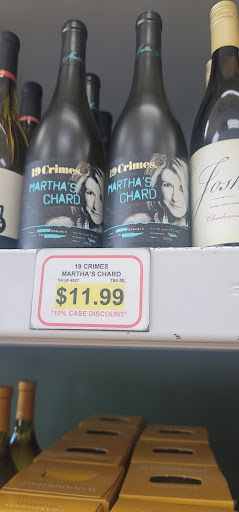 19 Crimes
MARTHA'S
CHARD
19 Crimes
MARTHA'S
CHARD
Josh
Chardonnay
19 CRIMES
MARTHA'S CHARD
750 ML
$11.99
*10% CASE DISCOUNT*